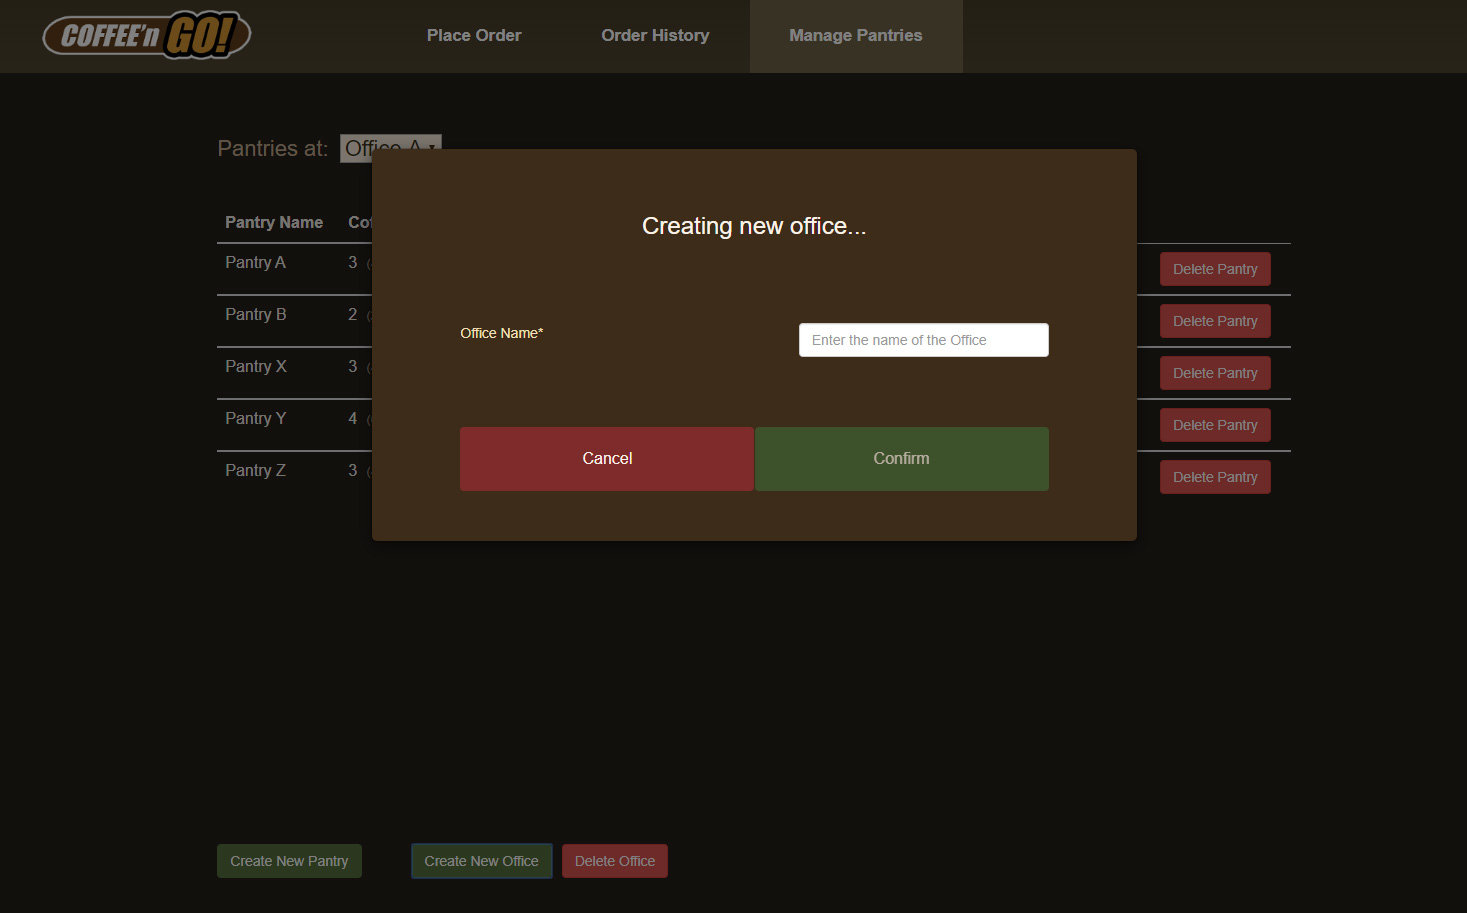 COFFEE'n GO!
Place Order
Order History
Manage Pantries
Pantries at:
Office A
Creating new office...
Pantry Name
Pantry A 3 Delete Pantry
Pantry B 2 Delete Pantry
Office Name*
Enter the name of the Office
Pantry X 3 Delete Pantry
Pantry Y 4 Delete Pantry
Cancel
Confirm
Pantry Z 3 Delete Pantry
Create New Pantry
Create New Office
Delete Office